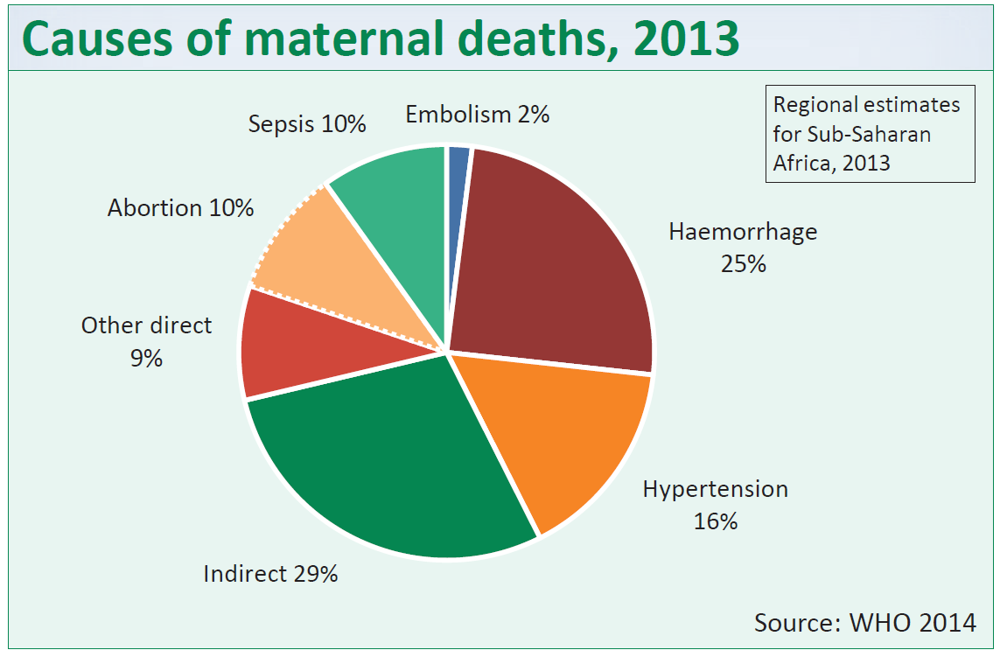 Causes of maternal deaths, 2013
Regional estimates
for Sub-Saharan
Africa, 2013
Embolism 2%
Haemorrhage
25%
Hypertension
16%
Indirect 29%
Other direct
9%
Abortion 10%
Sepsis 10%
Source: WHO 2014